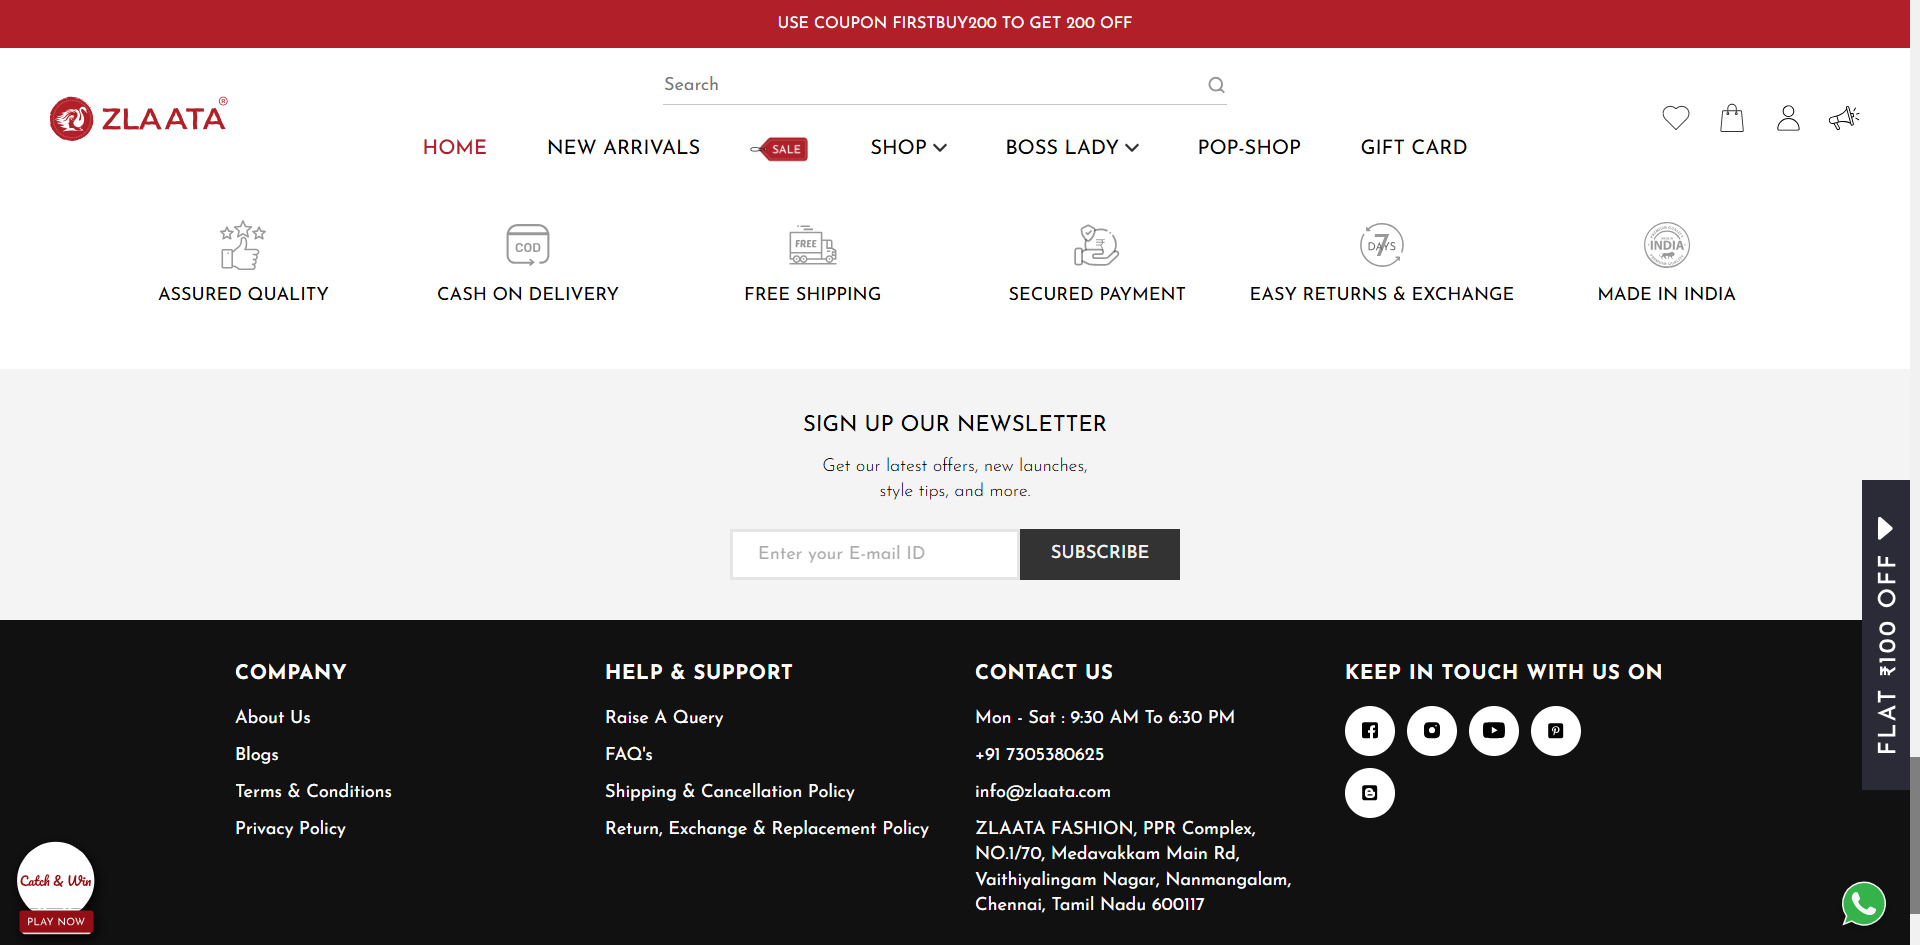 USE COUPON FIRSTBUY200 TO GET 200 OFF
Search
ZLAATA®
HOME
NEW ARRIVALS
SALE
SHOP
BOSS LADY
POP-SHOP
GIFT CARD
COD
FREE
7
DAYS
INDIA
ASSURED QUALITY
CASH ON DELIVERY
FREE SHIPPING
SECURED PAYMENT
EASY RETURNS & EXCHANGE
MADE IN INDIA
SIGN UP OUR NEWSLETTER
Get our latest offers, new launches,
style tips, and more.
Enter your E-mail ID
SUBSCRIBE
FLAT ₹100 OFF
COMPANY
About Us
Blogs
Terms & Conditions
Privacy Policy
HELP & SUPPORT
Raise A Query
FAQ's
Shipping & Cancellation Policy
Return, Exchange & Replacement Policy
CONTACT US
Mon - Sat : 9:30 AM To 6:30 PM
+91 7305380625
info@zlaata.com
ZLAATA FASHION, PPR Complex,
NO.1/70, Medavakkam Main Rd,
Vaithiyalingam Nagar, Nanmangalam,
Chennai, Tamil Nadu 600117
KEEP IN TOUCH WITH US ON
Catch & Win
PLAY NOW